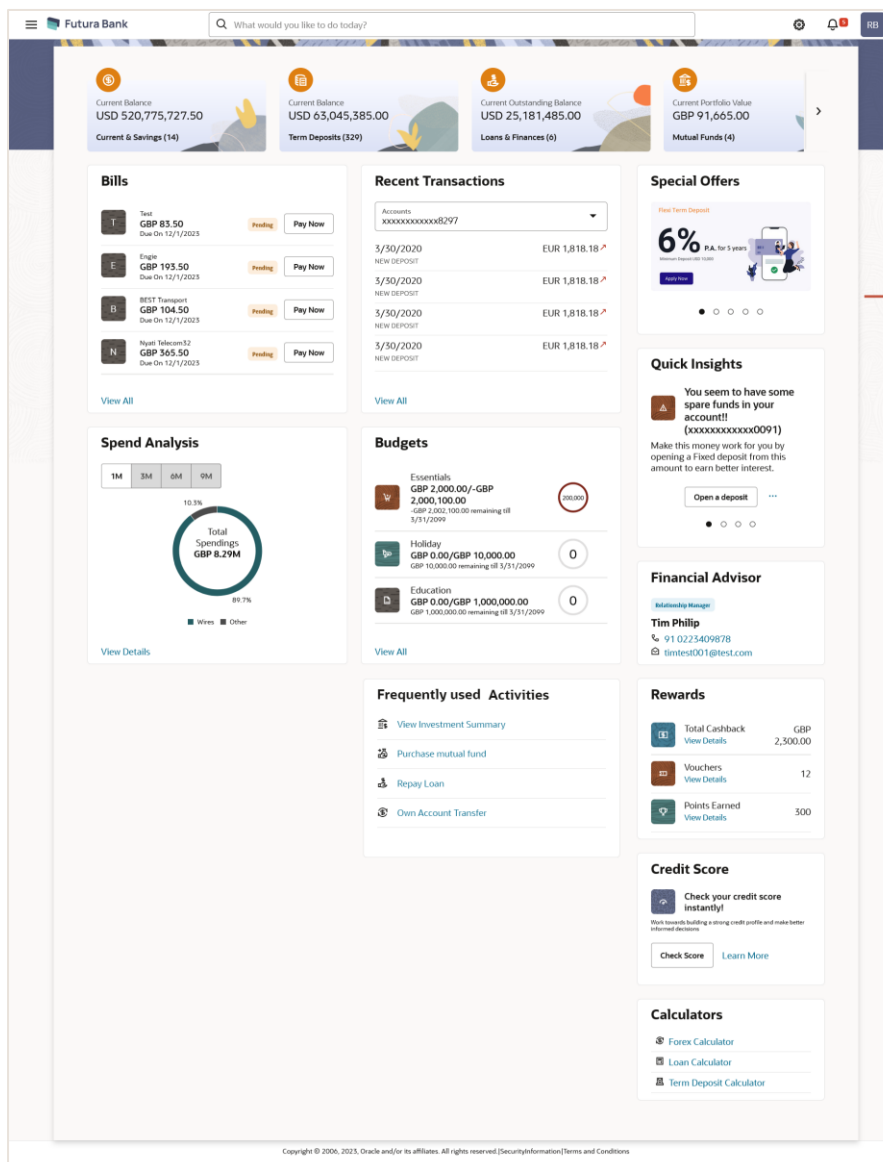 Futura Bank
What would you like to do today?
5
RB
Current Balance
USD 520,775,727.50
Current & Savings (14)
Current Balance
USD 63,045,385.00
Term Deposits (329)
Current Outstanding Balance
USD 25,181,485.00
Loans & Finances (6)
Current Portfolio Value
GBP 91,665.00
Mutual Funds (4)
Bills
T
Test
GBP 83.50
Due On 12/1/2023
Pending
Pay Now
E
Engie
GBP 193.50
Due On 12/1/2023
Pending
Pay Now
B
BEST Transport
GBP 104.50
Due On 12/1/2023
Pending
Pay Now
N
Nyati Telecom32
GBP 365.50
Due On 12/1/2023
Pending
Pay Now
View All
Recent Transactions
Accounts
xxxxxxxxxxxx8297
3/30/2020 EUR 1,818.18
NEW DEPOSIT
3/30/2020 EUR 1,818.18
NEW DEPOSIT
3/30/2020 EUR 1,818.18
NEW DEPOSIT
3/30/2020 EUR 1,818.18
NEW DEPOSIT
View All
Special Offers
Flexi Term Deposit
6% P.A. for 5 years
Minimum Deposit USD 10,000
Apply Now
Quick Insights
You seem to have some
spare funds in your
account!!
(xxxxxxxxxxxx0091)
Make this money work for you by
opening a Fixed deposit from this
amount to earn better interest.
Open a deposit
Spend Analysis
1M 3M 6M 9M
10.3%
Total
Spendings
GBP 8.29M
89.7%
Wires Other
View Details
Budgets
Essentials
GBP 2,000.00/-GBP
2,000,100.00
-GBP 2,002,100.00 remaining till
3/31/2099
200,000
Holiday
GBP 0.00/GBP 10,000.00
GBP 10,000.00 remaining till 3/31/2099
0
Education
GBP 0.00/GBP 1,000,000.00
GBP 1,000,000.00 remaining till 3/31/2099
0
View All
Financial Advisor
Relationship Manager
Tim Philip
91 0223409878
timtest001@test.com
Frequently used Activities
View Investment Summary
Purchase mutual fund
Repay Loan
Own Account Transfer
Rewards
Total Cashback GBP
View Details 2,300.00
Vouchers 12
View Details
Points Earned 300
View Details
Credit Score
Check your credit score
instantly!
Work towards building a strong credit profile and make better
informed decisions
Check Score Learn More
Calculators
Forex Calculator
Loan Calculator
Term Deposit Calculator
Copyright © 2006, 2023, Oracle and/or its affiliates. All rights reserved.|SecurityInformation|Terms and Conditions